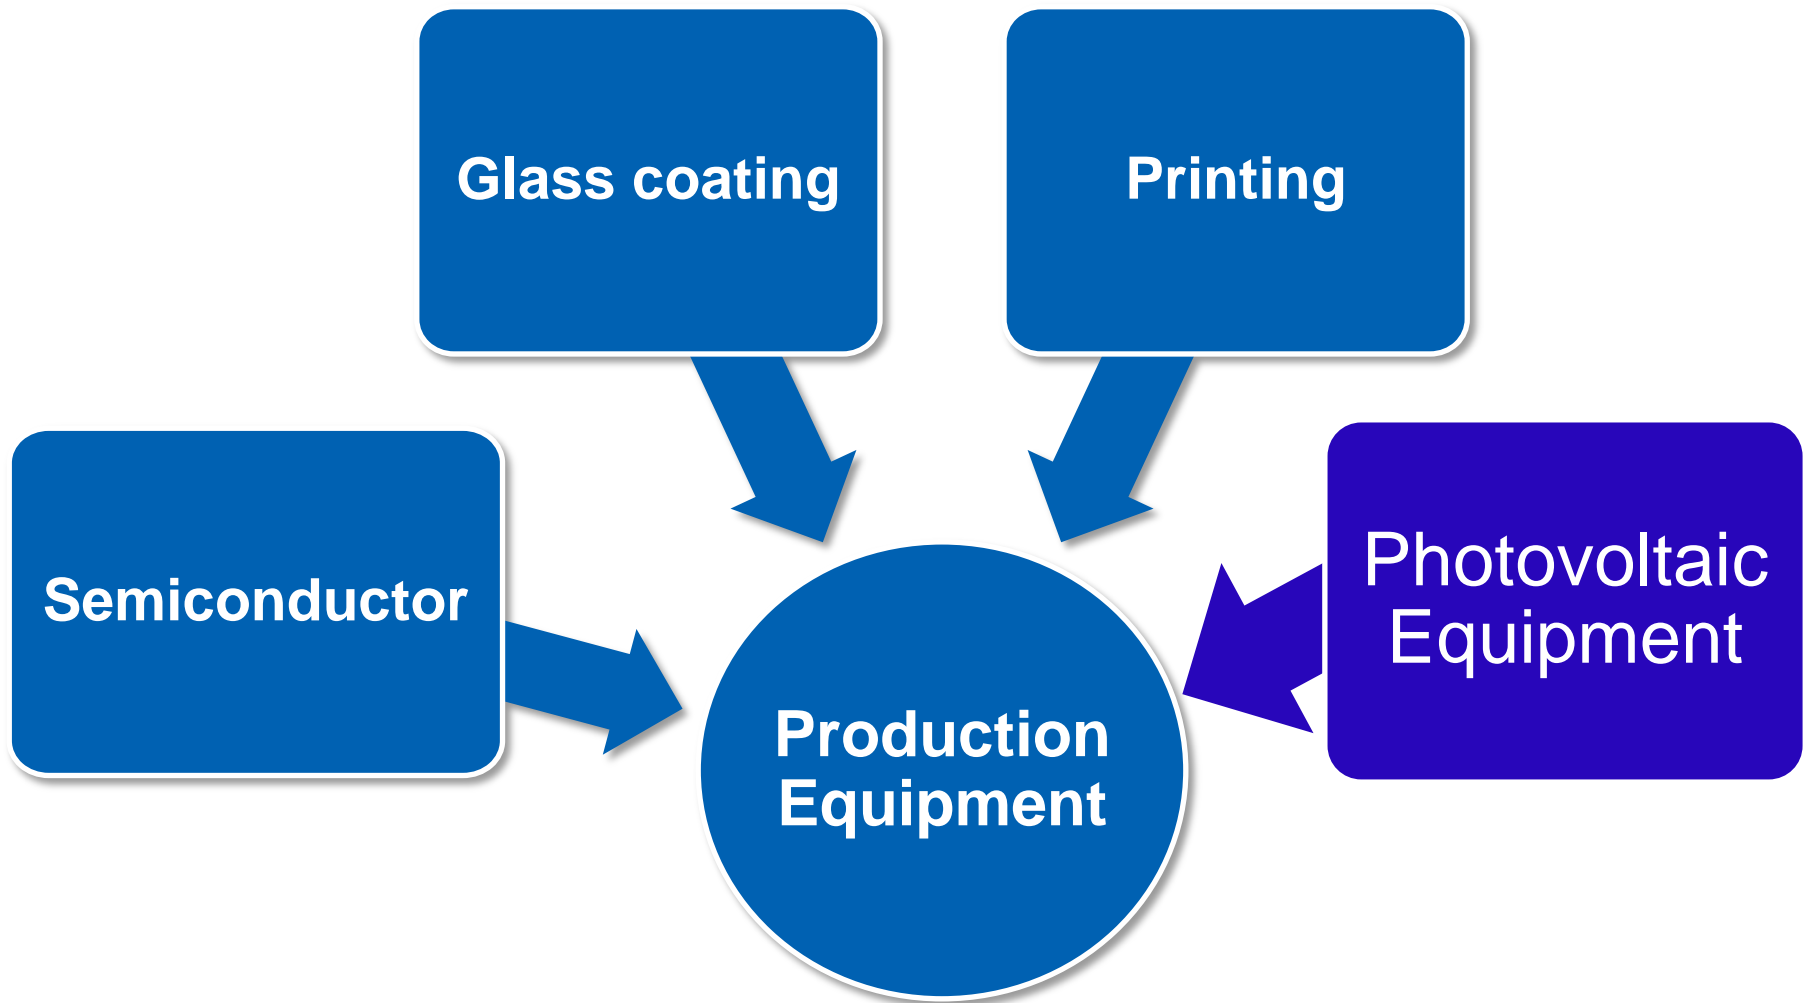 Glass coating
Printing
Semiconductor
Photovoltaic
Equipment
Production
Equipment